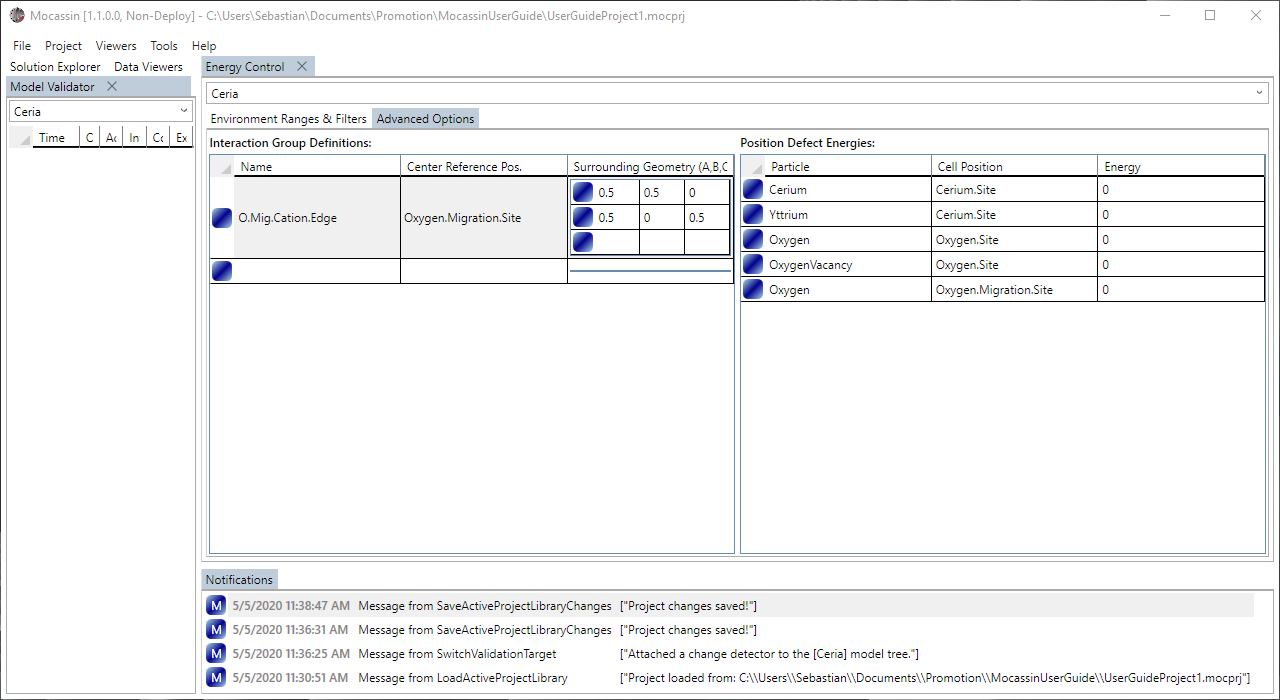 Mocassin [1.1.0.0, Non-Deploy] - C:\Users\Sebastian\Documents\Promotion\MocassinUserGuide\UserGuideProject1.mocprj
File Project Viewers Tools Help
Solution Explorer Data Viewers
Model Validator
Ceria
Time C Ac In Cc Ex
Energy Control
Ceria
Environment Ranges & Filters Advanced Options
Interaction Group Definitions:
Name Center Reference Pos. Surrounding Geometry (A,B,C
O.Mig.Cation.Edge Oxygen.Migration.Site
0.5 0.5 0
0.5 0 0.5
Position Defect Energies:
Particle Cell Position Energy
Cerium Cerium.Site 0
Yttrium Cerium.Site 0
Oxygen Oxygen.Site 0
OxygenVacancy Oxygen.Site 0
Oxygen Oxygen.Migration.Site 0
Notifications
M 5/5/2020 11:38:47 AM Message from SaveActiveProjectLibraryChanges ["Project changes saved!"]
M 5/5/2020 11:36:31 AM Message from SaveActiveProjectLibraryChanges ["Project changes saved!"]
M 5/5/2020 11:36:25 AM Message from SwitchValidationTarget ["Attached a change detector to the [Ceria] model tree."]
M 5/5/2020 11:30:51 AM Message from LoadActiveProjectLibrary ["Project loaded from: C:\\Users\\Sebastian\\Documents\\Promotion\\MocassinUserGuide\\UserGuideProject1.mocprj"]